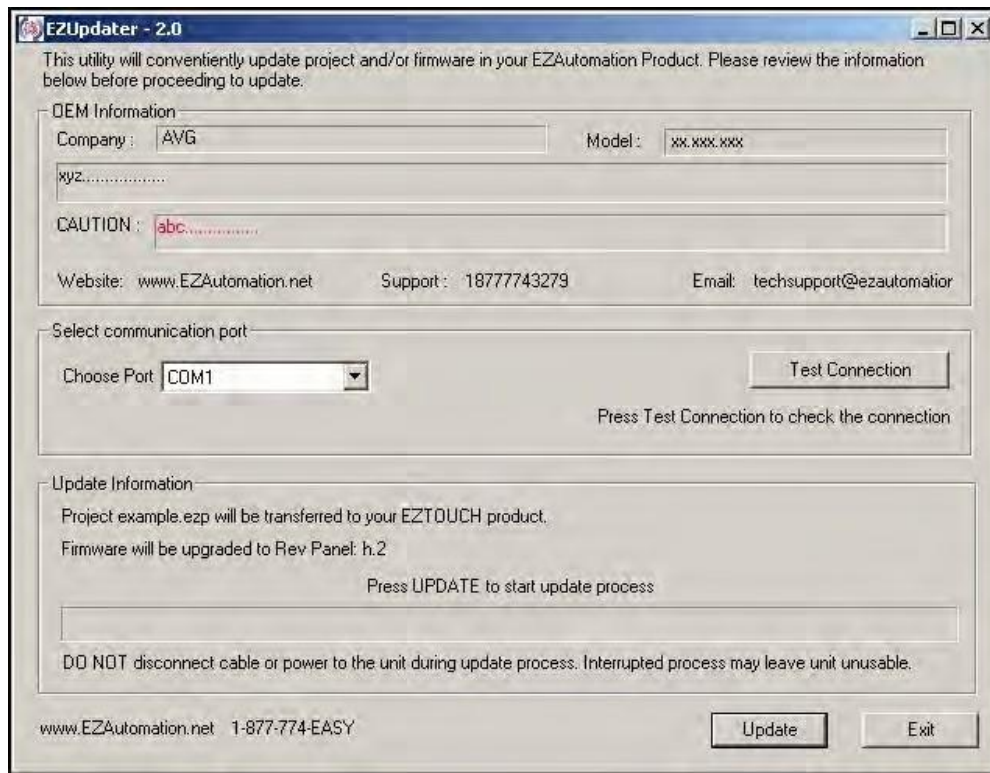 EZUpdater - 2.0
This utility will conventiently update project and/or firmware in your EZAutomation Product. Please review the information
below before proceeding to update.
OEM Information
Company : AVG Model : xx.xxx.xxx
xyz..................
CAUTION : abc................
Website: www.EZAutomation.net Support : 18777743279 Email: techsupport@ezautomatior
Select communication port
Choose Port COM1 Test Connection
Press Test Connection to check the connection
Update Information
Project example.ezp will be transferred to your EZTOUCH product.
Firmware will be upgraded to Rev Panel: h.2
Press UPDATE to start update process
DO NOT disconnect cable or power to the unit during update process. Interrupted process may leave unit unusable.
www.EZAutomation.net 1-877-774-EASY Update Exit